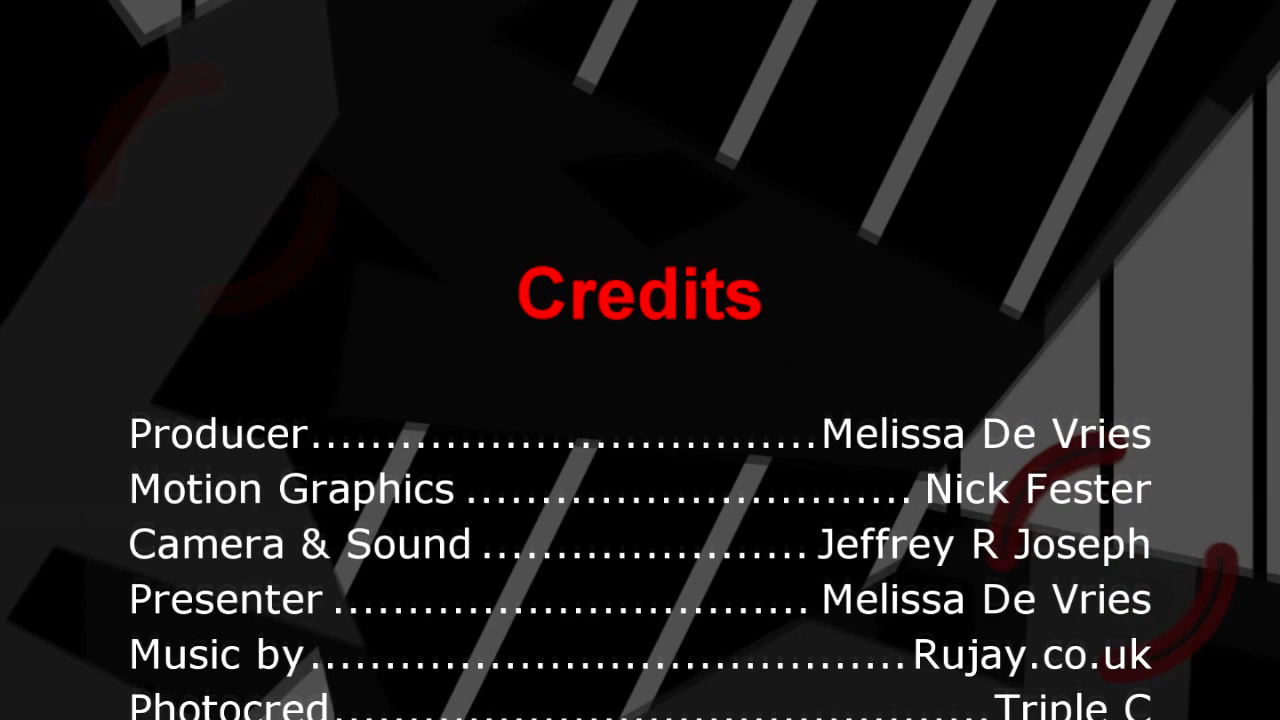 Credits
Producer..................................Melissa De Vries
Motion Graphics .............................. Nick Fester
Camera & Sound ...................... Jeffrey R Joseph
Presenter ................................ Melissa De Vries
Music by........................................Rujay.co.uk
Photocred............................................Triple C